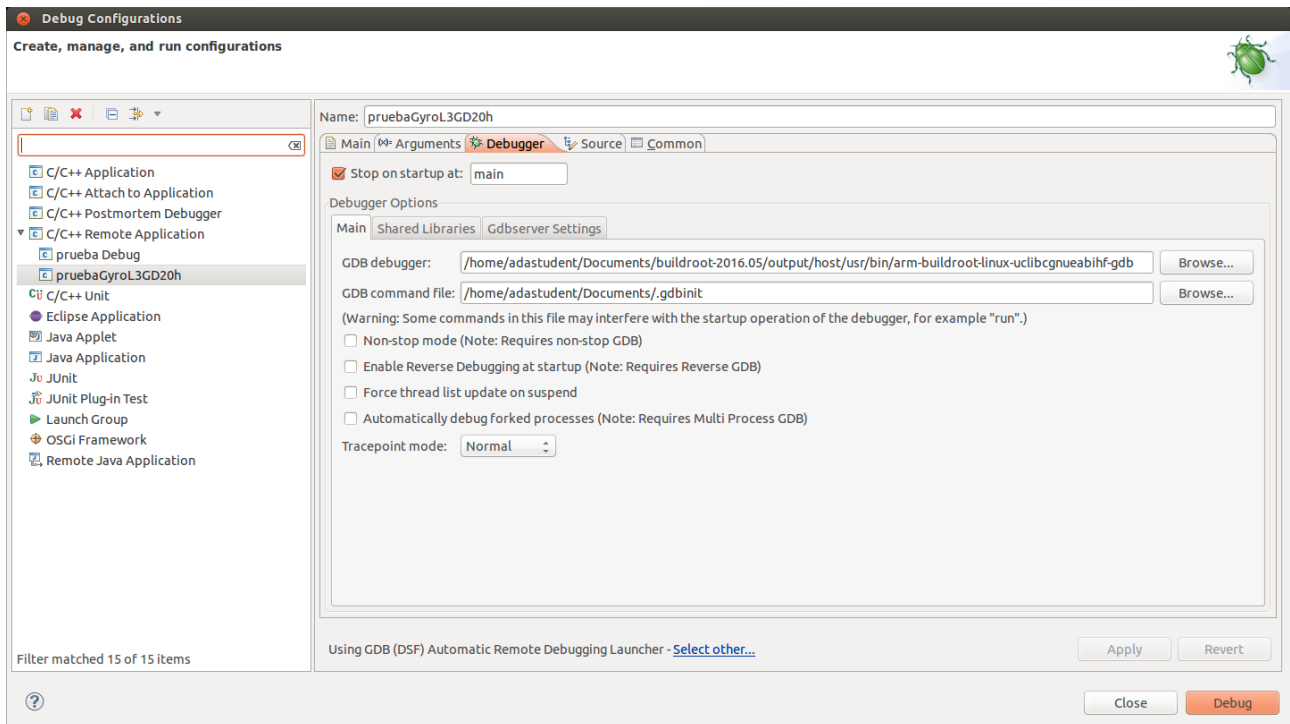 Debug Configurations
Create, manage, and run configurations
Name: pruebaGyroL3GD20h
Main (x)= Arguments Debugger Source Common
C/C++ Application
C/C++ Attach to Application
C/C++ Postmortem Debugger
C/C++ Remote Application
prueba Debug
pruebaGyroL3GD20h
C/C++ Unit
Eclipse Application
Java Applet
Java Application
JUnit
JUnit Plug-in Test
Launch Group
OSGi Framework
Remote Java Application
Filter matched 15 of 15 items
Stop on startup at: main
Debugger Options
Main Shared Libraries Gdbserver Settings
GDB debugger: /home/adastudent/Documents/buildroot-2016.05/output/host/usr/bin/arm-buildroot-linux-uclibcgnueabihf-gdb Browse...
GDB command file: /home/adastudent/Documents/.gdbinit Browse...
(Warning: Some commands in this file may interfere with the startup operation of the debugger, for example "run".)
Non-stop mode (Note: Requires non-stop GDB)
Enable Reverse Debugging at startup (Note: Requires Reverse GDB)
Force thread list update on suspend
Automatically debug forked processes (Note: Requires Multi Process GDB)
Tracepoint mode: Normal
Using GDB (DSF) Automatic Remote Debugging Launcher - Select other... Apply Revert
Close Debug